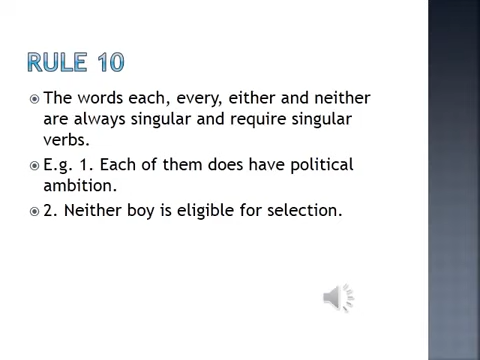 RULE 10
The words each, every, either and neither
are always singular and require singular
verbs.
E.g. 1. Each of them does have political
ambition.
2. Neither boy is eligible for selection.